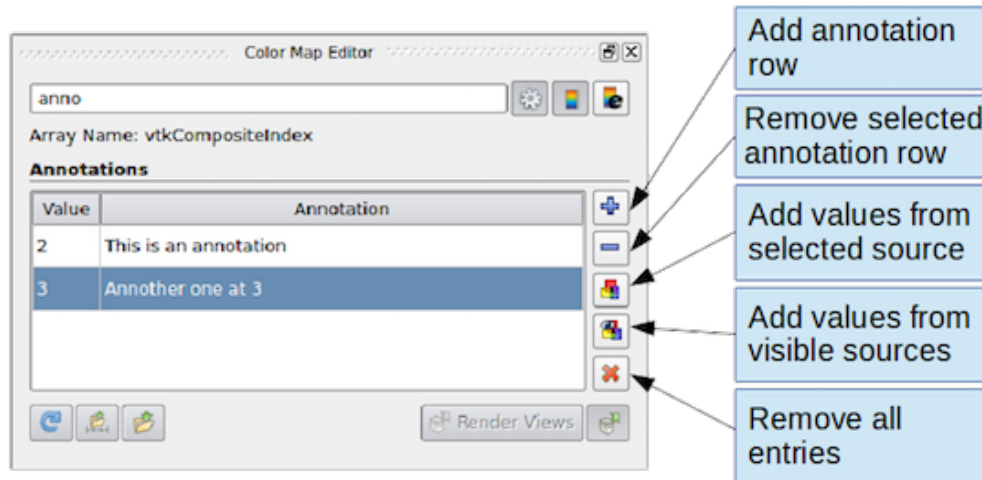 Color Map Editor
anno
Array Name: vtkCompositeIndex
Annotations
Value Annotation
2 This is an annotation
3 Annother one at 3
Render Views
Add annotation
row
Remove selected
annotation row
Add values from
selected source
Add values from
visible sources
Remove all
entries